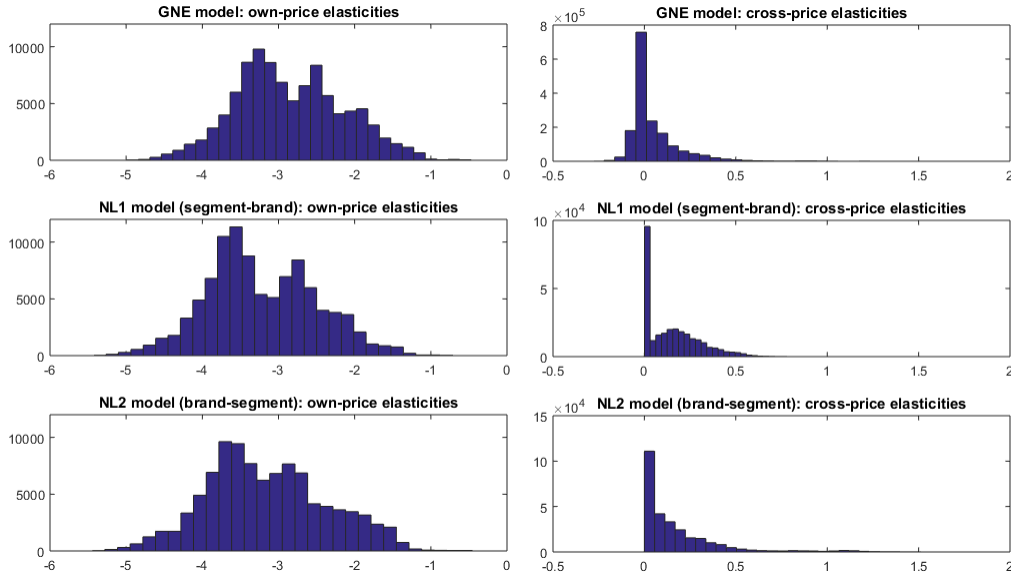 GNE model: own-price elasticities
10000
5000
0
-6 -5 -4 -3 -2 -1 0
GNE model: cross-price elasticities
×10^5
8
6
4
2
0
-0.5 0 0.5 1 1.5 2
NL1 model (segment-brand): own-price elasticities
10000
5000
0
-6 -5 -4 -3 -2 -1 0
NL1 model (segment-brand): cross-price elasticities
×10^4
10
5
0
-0.5 0 0.5 1 1.5 2
NL2 model (brand-segment): own-price elasticities
10000
5000
0
-6 -5 -4 -3 -2 -1 0
NL2 model (brand-segment): cross-price elasticities
×10^4
15
10
5
0
-0.5 0 0.5 1 1.5 2